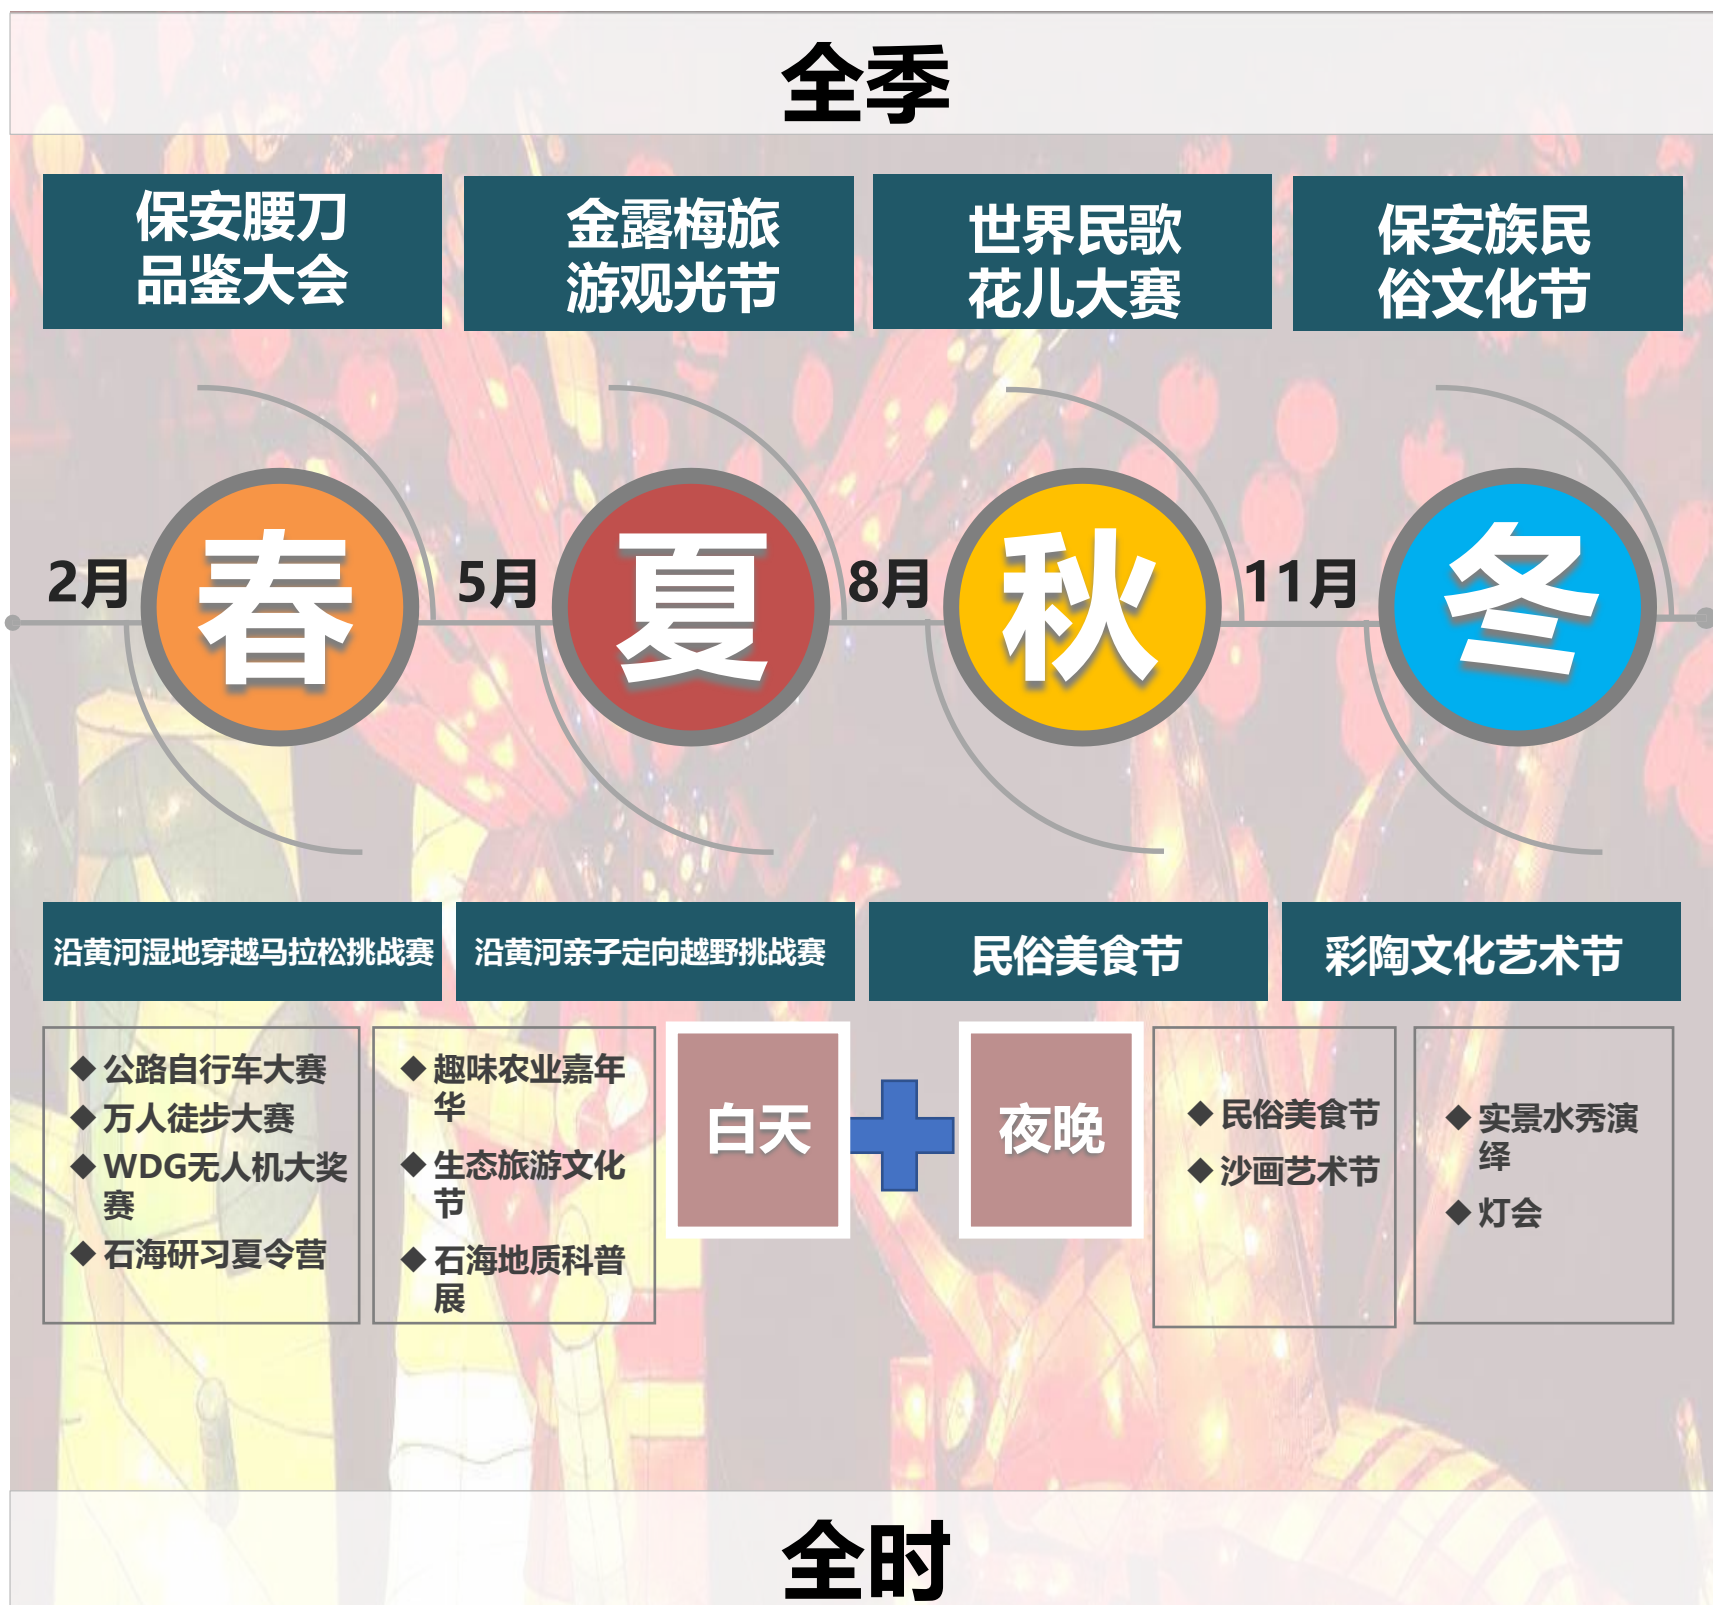 全季
保安腰刀
品鉴大会
金露梅旅
游观光节
世界民歌
花儿大赛
保安族民
俗文化节
2月
春
5月
夏
8月
秋
11月
冬
沿黄河湿地穿越马拉松挑战赛
沿黄河亲子定向越野挑战赛
民俗美食节
彩陶文化艺术节
◆公路自行车大赛
◆万人徒步大赛
◆WDG无人机大奖
赛
◆石海研习夏令营
◆趣味农业嘉年
华
◆生态旅游文化
节
◆石海地质科普
展
白天
夜晚
◆民俗美食节
◆沙画艺术节
◆实景水秀演
绎
◆灯会
全时